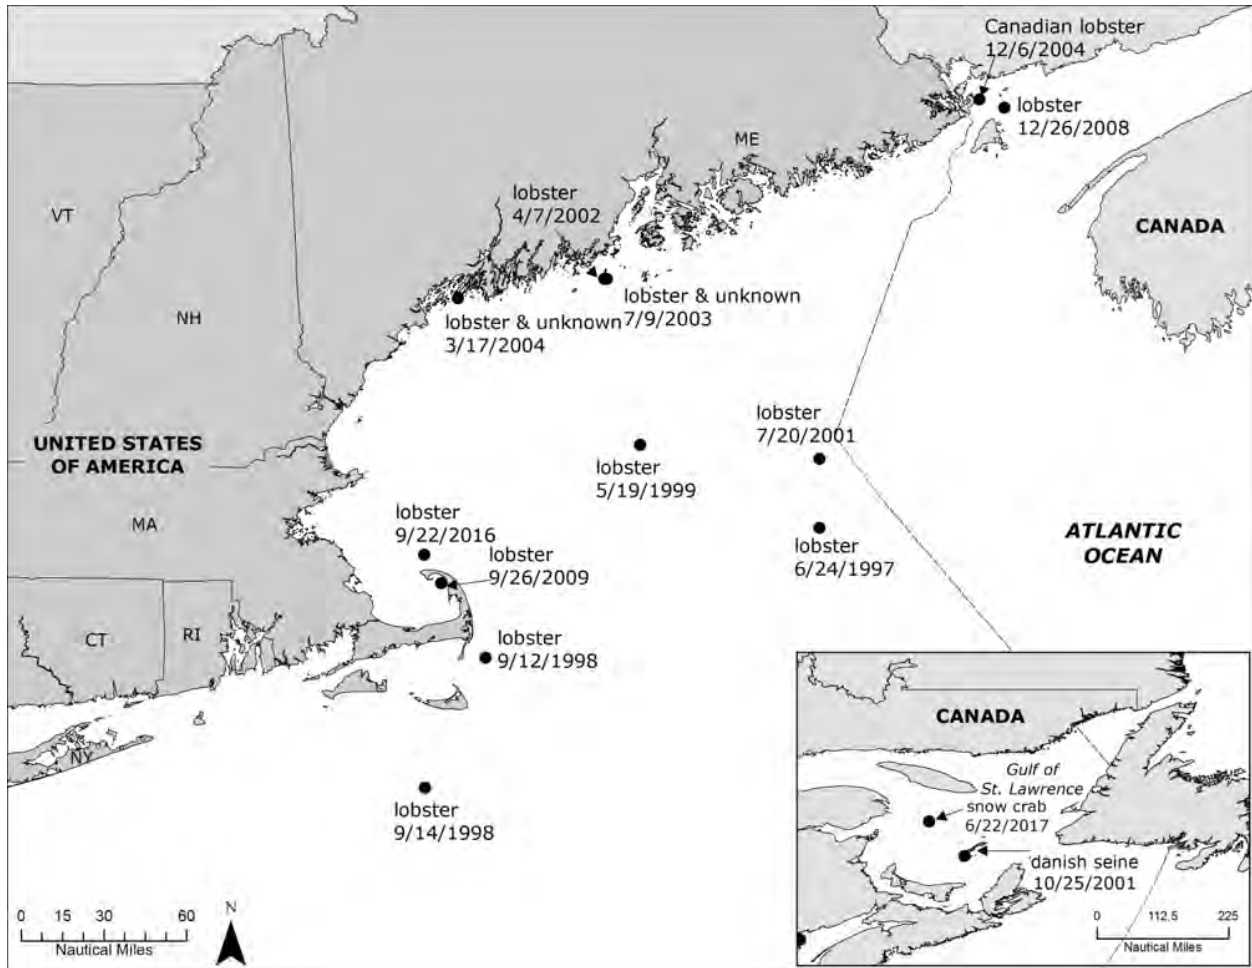 Canadian lobster
12/6/2004
lobster
12/26/2008
ME
lobster
4/7/2002
VT
CANADA
lobster & unknown
7/9/2003
NH
lobster & unknown
3/17/2004
lobster
7/20/2001
UNITED STATES
OF AMERICA
lobster
5/19/1999
MA
lobster
9/22/2016
ATLANTIC
OCEAN
lobster
6/24/1997
lobster
9/26/2009
CT
RI
lobster
9/12/1998
NY
lobster
9/14/1998
0 15 30 60
Nautical Miles
N
CANADA
Gulf of
St. Lawrence
snow crab
6/22/2017
danish seine
10/25/2001
0 112.5 225
Nautical Miles